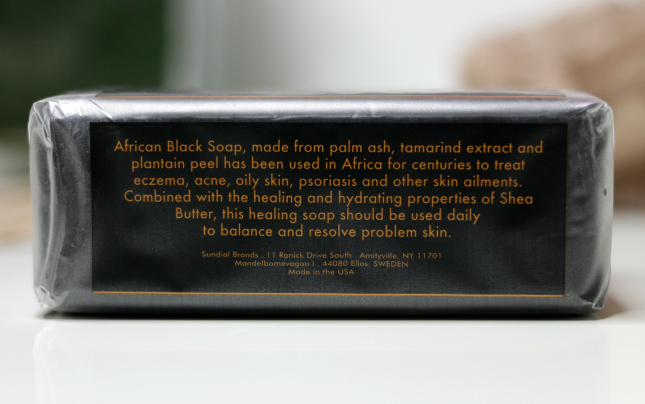 African Black Soap, made from palm ash, tamarind extract and
plantain peel has been used in Africa for centuries to treat
eczema, acne, oily skin, psoriasis and other skin ailments.
Combined with the healing and hydrating properties of Shea
Butter, this healing soap should be used daily
to balance and resolve problem skin.
Sundial Brands . 11 Ranick Drive South . Amityville, NY 11701
Mandelbomevagan 1 . 44080 Ellos, SWEDEN
Made in the USA